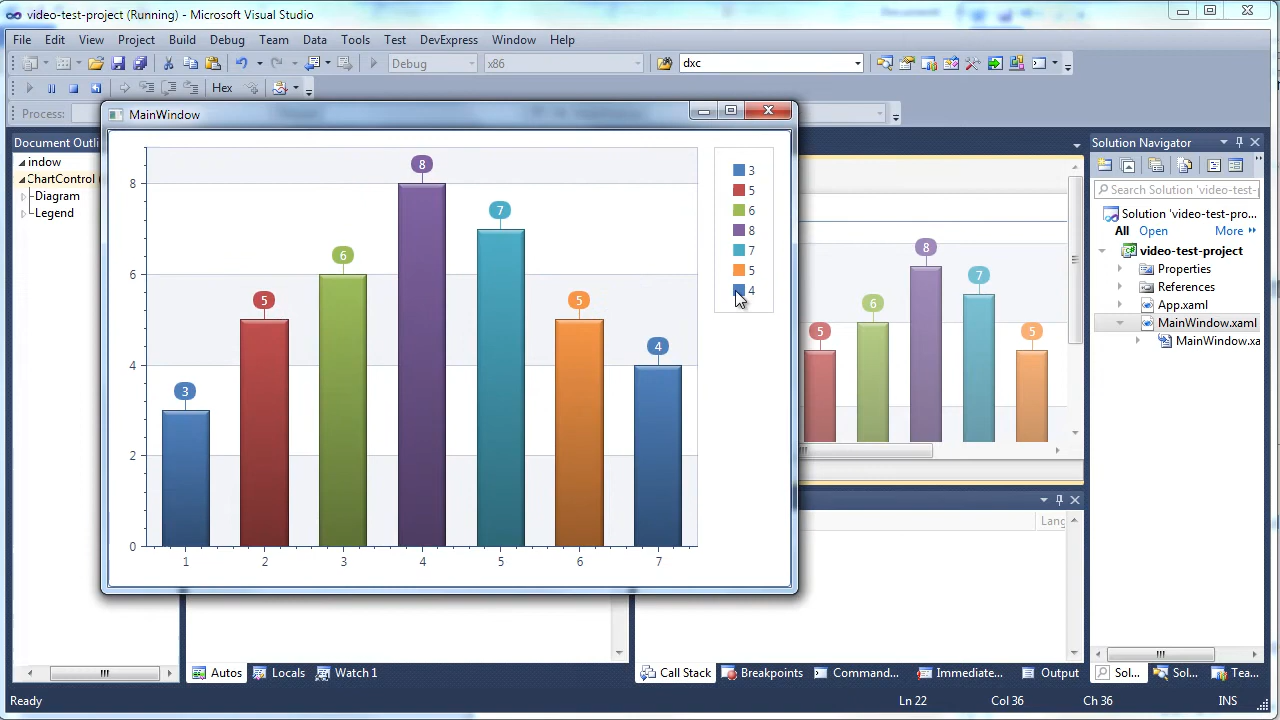 video-test-project (Running) - Microsoft Visual Studio
File Edit View Project Build Debug Team Data Tools Test DevExpress Window Help
Debug x86 dxc
Hex
Process:
Document Outli
indow
ChartControl (
Diagram
Legend
MainWindow
8
6
4
2
0
3
5
6
8
7
5
4
1 2 3 4 5 6 7
3
5
6
8
7
5
4
5
6
8
7
5
Solution Navigator
Search Solution 'video-test-
Solution 'video-test-pro...
All Open More
video-test-project
Properties
References
App.xaml
MainWindow.xaml
MainWindow.xa
Lang
Autos Locals Watch 1
Call Stack Breakpoints Command... Immediate... Output
Sol... Sol... Tea...
Ready Ln 22 Col 36 Ch 36 INS